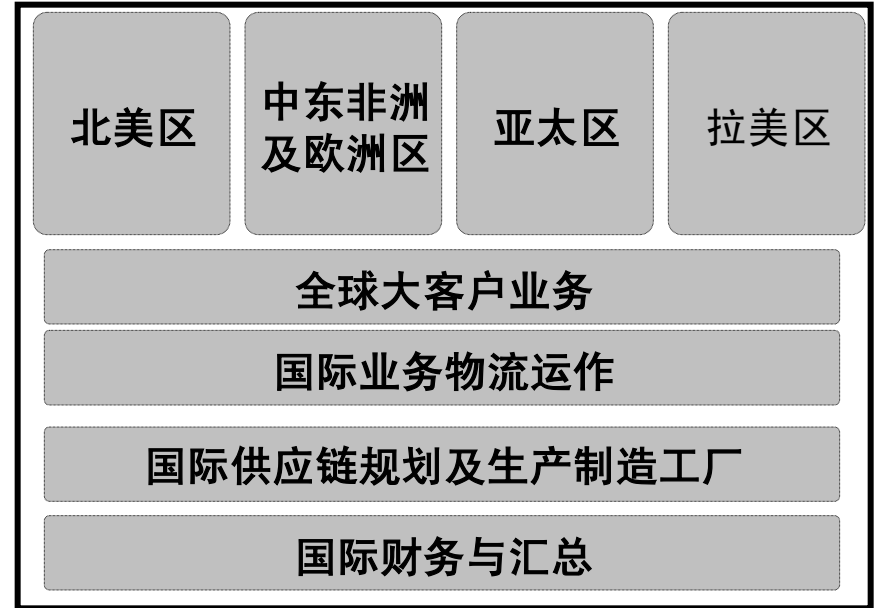 北美区
中东非洲
及欧洲区
亚太区
拉美区
全球大客户业务
国际业务物流运作
国际供应链规划及生产制造工厂
国际财务与汇总